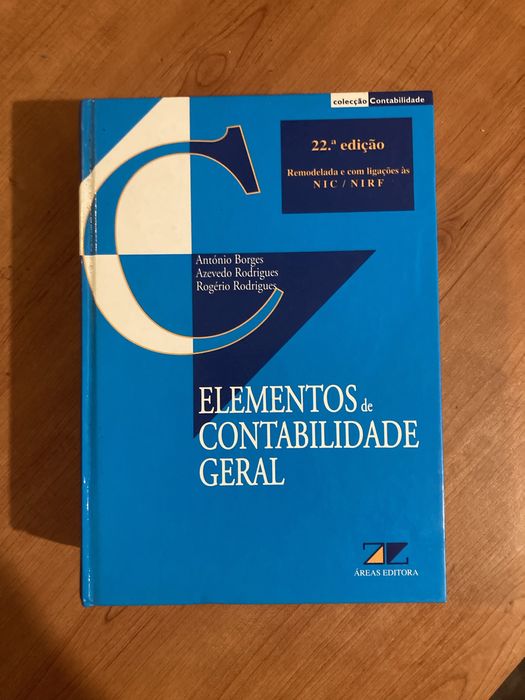 colecção Contabilidade
22.ª edição
Remodelada e com ligações às
NIC / NIRF
António Borges
Azevedo Rodrigues
Rogério Rodrigues
ELEMENTOS de
CONTABILIDADE
GERAL
ÁREAS EDITORA